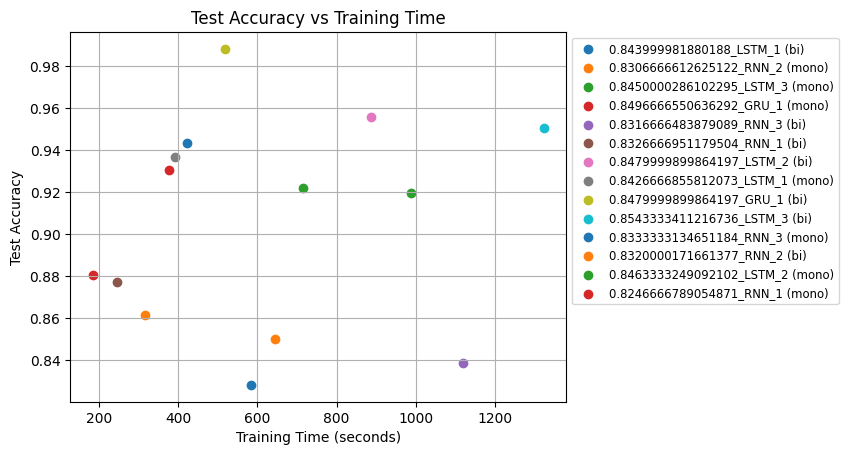 Test Accuracy vs Training Time
Test Accuracy
0.98
0.96
0.94
0.92
0.90
0.88
0.86
0.84
200 400 600 800 1000 1200
Training Time (seconds)
0.843999981880188_LSTM_1 (bi)
0.8306666612625122_RNN_2 (mono)
0.8450000286102295_LSTM_3 (mono)
0.8496666550636292_GRU_1 (mono)
0.8316666483879089_RNN_3 (bi)
0.8326666951179504_RNN_1 (bi)
0.8479999899864197_LSTM_2 (bi)
0.8426666855812073_LSTM_1 (mono)
0.8479999899864197_GRU_1 (bi)
0.8543333411216736_LSTM_3 (bi)
0.8333333134651184_RNN_3 (mono)
0.8320000171661377_RNN_2 (bi)
0.8463333249092102_LSTM_2 (mono)
0.8246666789054871_RNN_1 (mono)